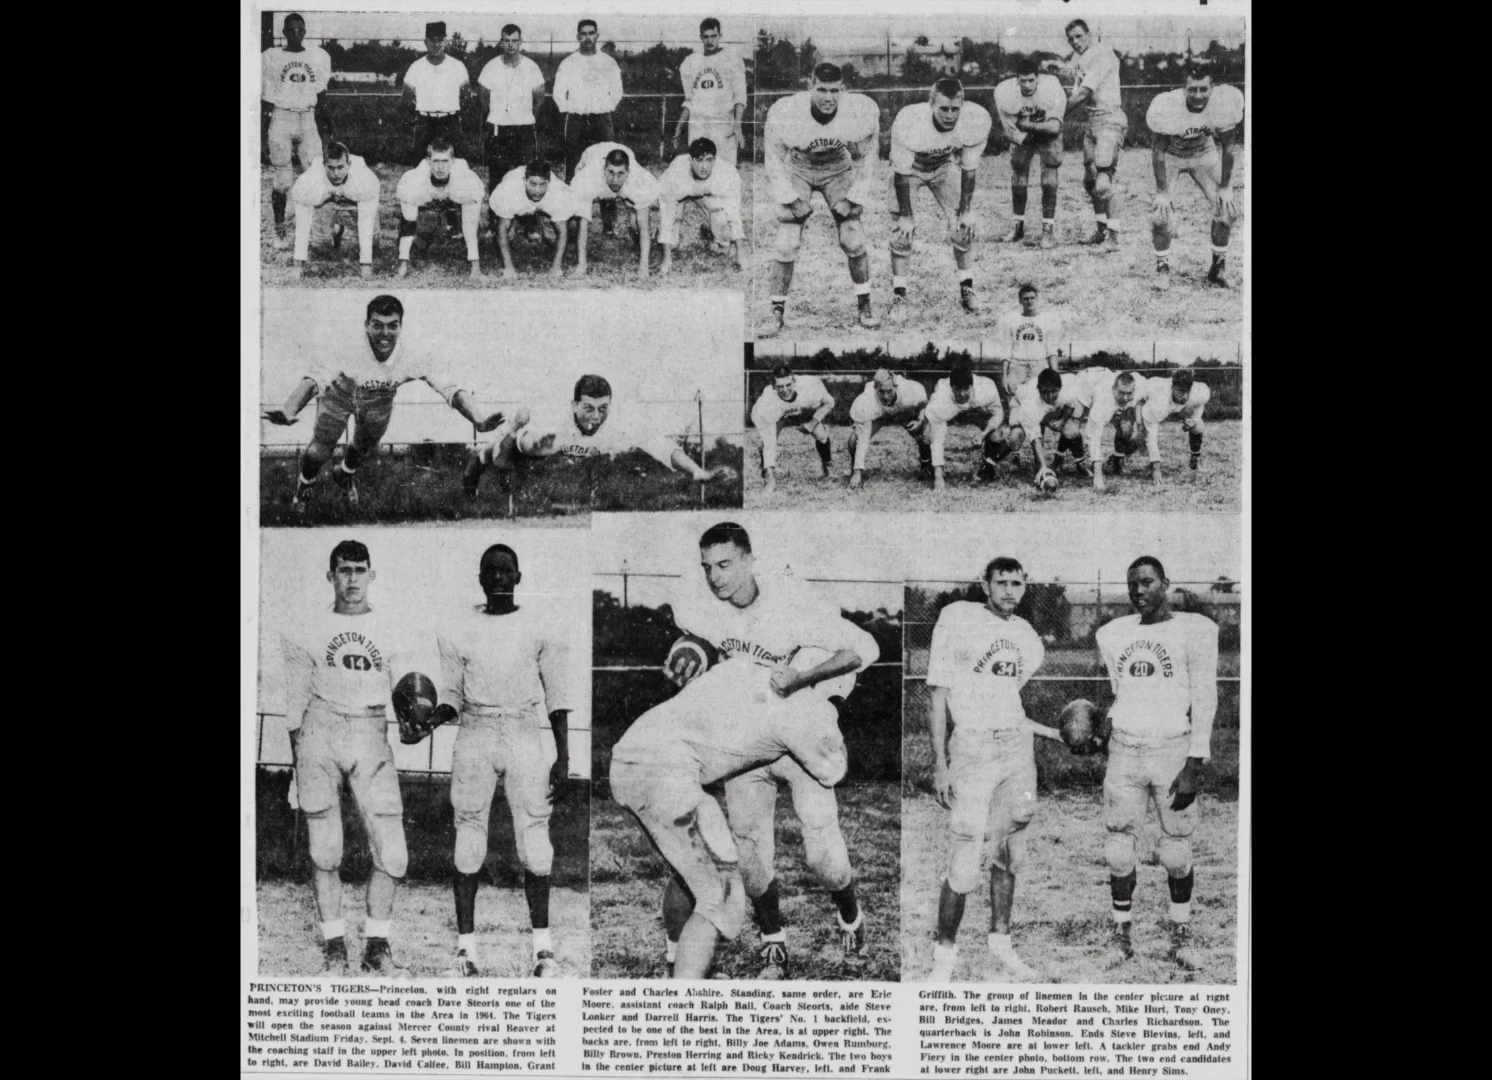 PRINCETON TIGERS
45
PRINCETON TIGERS
41
PRINCETON TIGERS
14
PRINCETON TIGERS
34
PRINCETON TIGERS
20
PRINCETON'S TIGERS—Princeton, with eight regulars on
hand, may provide young head coach Dave Steorts one of the
most exciting football teams in the Area in 1964. The Tigers
will open the season against Mercer County rival Beaver at
Mitchell Stadium Friday, Sept. 4. Seven linemen are shown with
the coaching staff in the upper left photo. In position, from left
to right, are David Bailey, David Calfee, Bill Hampton, Grant
Foster and Charles Abshire. Standing, same order, are Eric
Moore, assistant coach Ralph Ball, Coach Steorts, aide Steve
Lonker and Darrell Harris. The Tigers' No. 1 backfield, ex-
pected to be one of the best in the Area, is at upper right. The
backs are, from left to right, Billy Joe Adams, Owen Rumburg,
Billy Brown, Preston Herring and Ricky Kendrick. The two boys
in the center picture at left are Doug Harvey, left, and Frank
Griffith. The group of linemen in the center picture at right
are, from left to right, Robert Rausch, Mike Hurt, Tony Oney,
Bill Bridges, James Meador and Charles Richardson. The
quarterback is John Robinson. Ends Steve Blevins, left, and
Lawrence Moore are at lower left. A tackler grabs end Andy
Fiery in the center photo, bottom row. The two end candidates
at lower right are John Puckett, left, and Henry Sims.